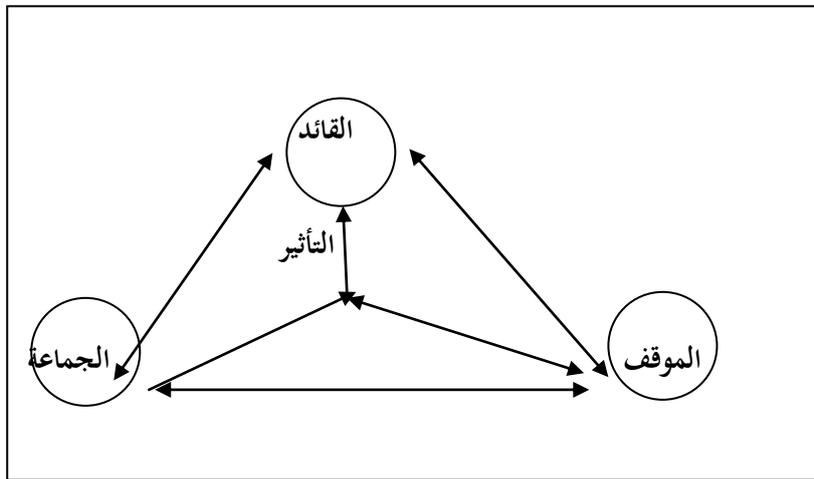 القائد
التأثير
الموقف
الجماعة